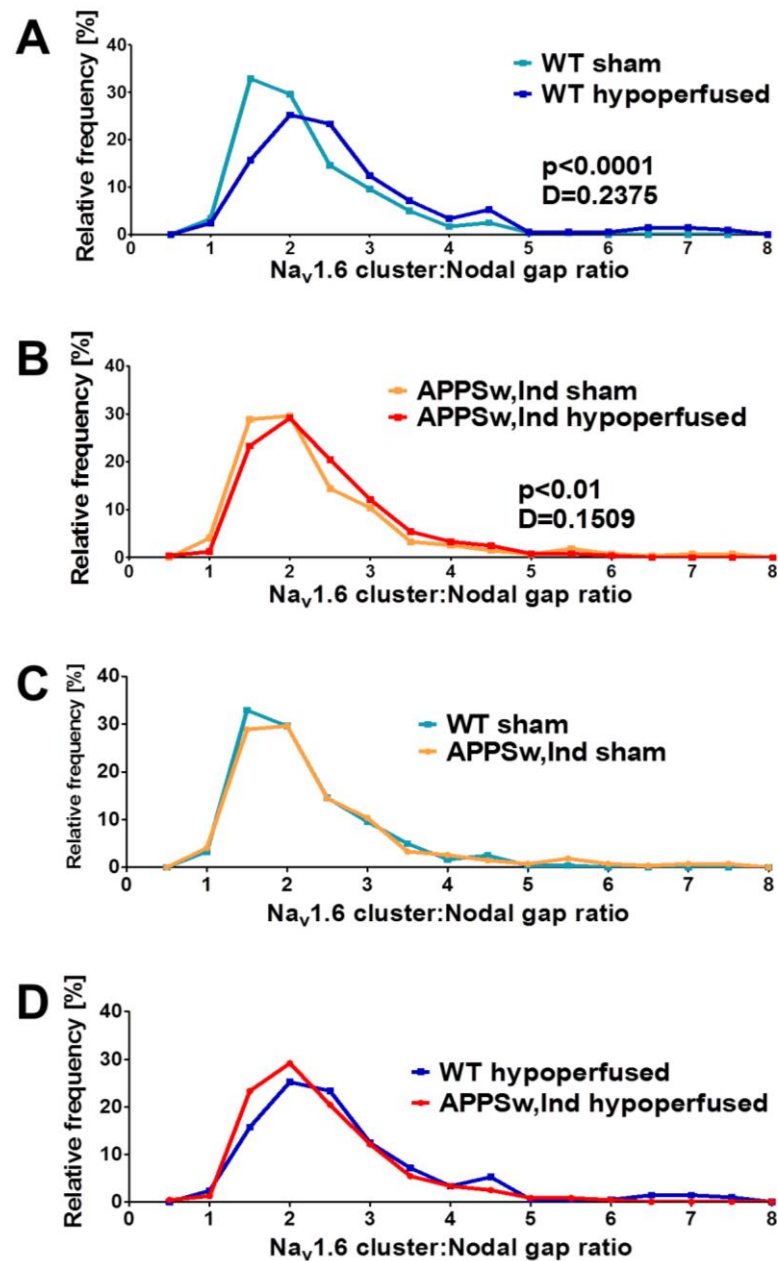 A
Relative frequency [%]
40
30
20
10
0
WT sham
WT hypoperfused
p<0.0001
D=0.2375
0 1 2 3 4 5 6 7 8
Naᵥ1.6 cluster:Nodal gap ratio
B
Relative frequency [%]
40
30
20
10
0
APPSw,Ind sham
APPSw,Ind hypoperfused
p<0.01
D=0.1509
0 1 2 3 4 5 6 7 8
Naᵥ1.6 cluster:Nodal gap ratio
C
Relative frequency [%]
40
30
20
10
0
WT sham
APPSw,Ind sham
0 1 2 3 4 5 6 7 8
Naᵥ1.6 cluster:Nodal gap ratio
D
Relative frequency [%]
40
30
20
10
0
WT hypoperfused
APPSw,Ind hypoperfused
0 1 2 3 4 5 6 7 8
Naᵥ1.6 cluster:Nodal gap ratio